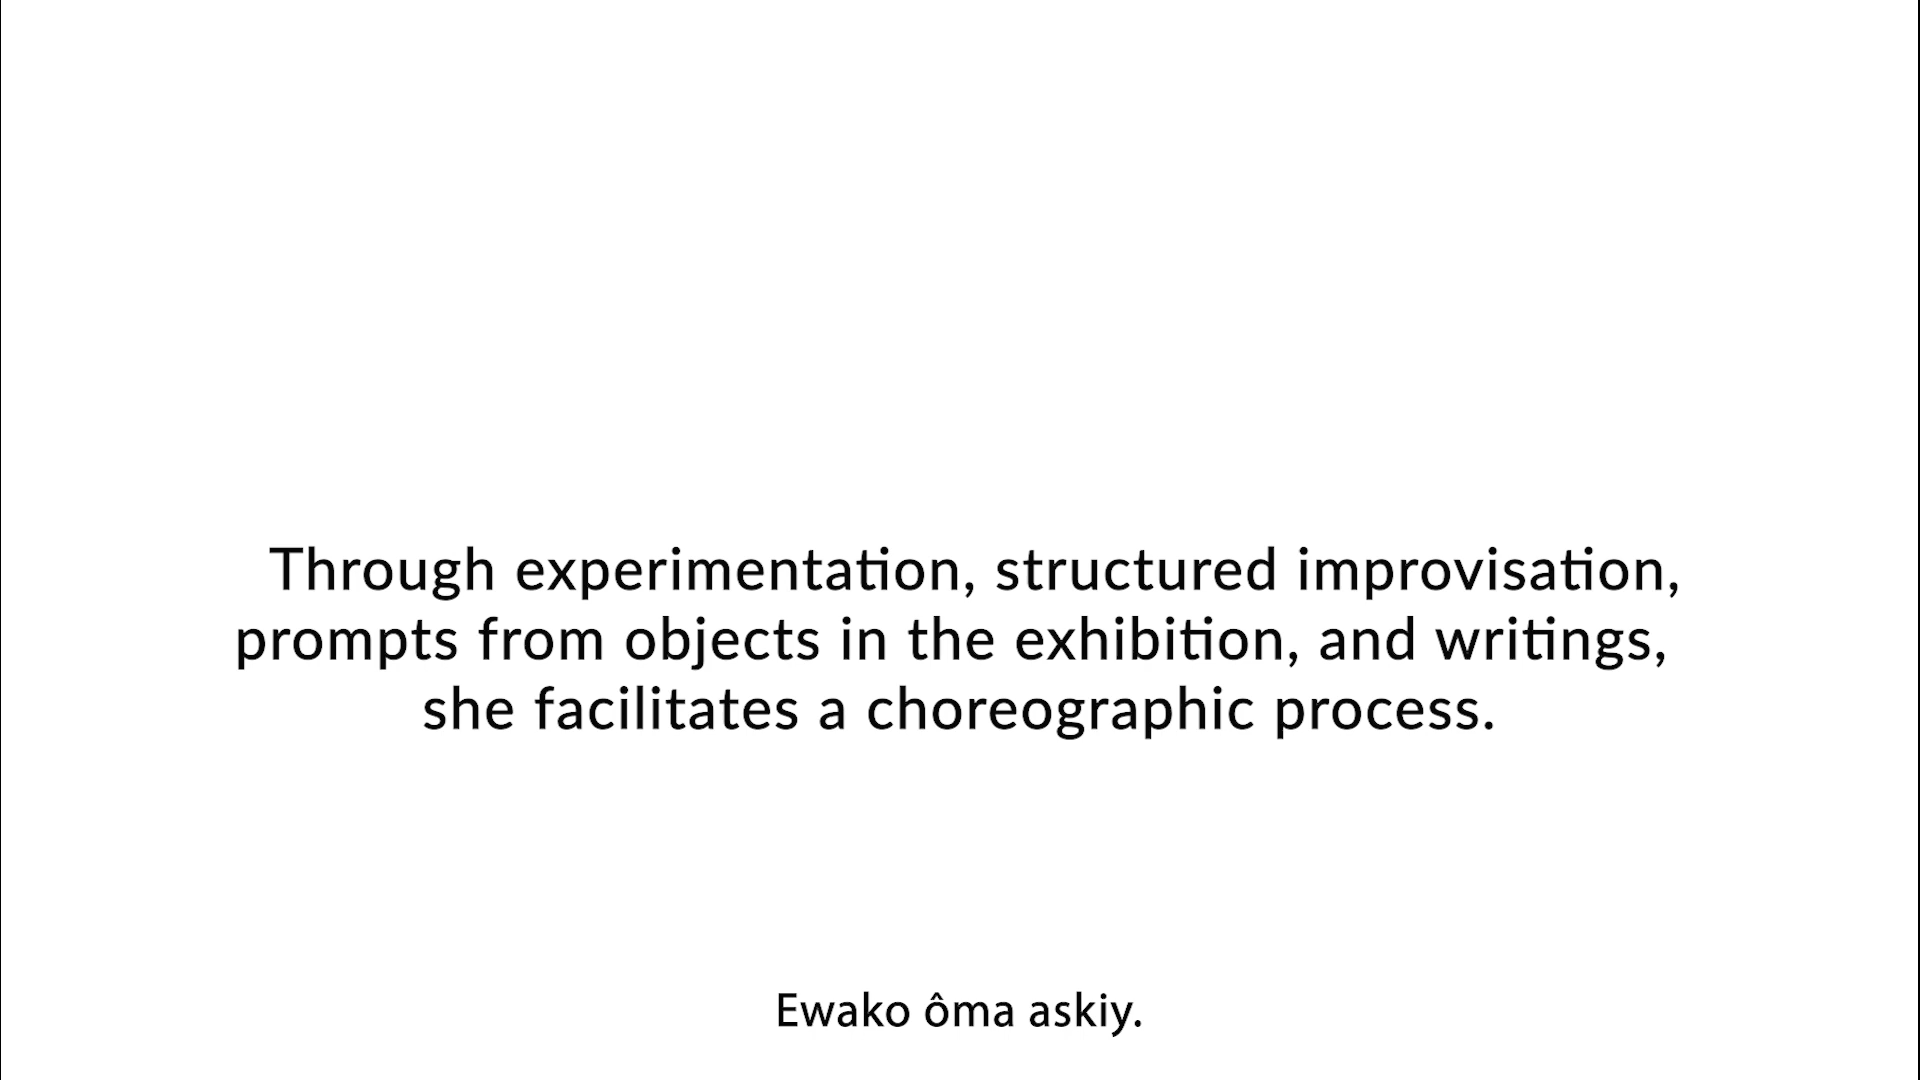 Through experimentation, structured improvisation,
prompts from objects in the exhibition, and writings,
she facilitates a choreographic process.
Ewako ôma askiy.